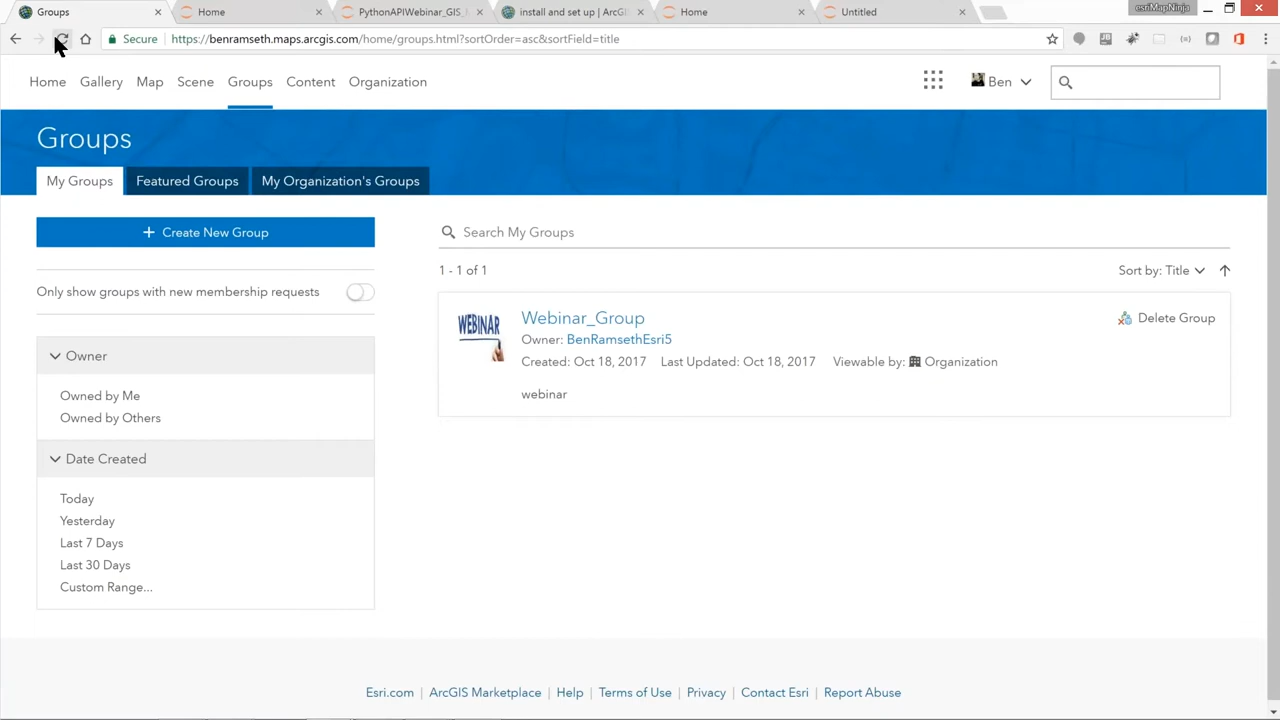 Groups
Home
PythonAPIWebinar_GIS_
install and set up | ArcGI
Home
Untitled
esriMapNinja
Secure
https://benramseth.maps.arcgis.com/home/groups.html?sortOrder=asc&sortField=title
Home Gallery Map Scene Groups Content Organization
Ben
Groups
My Groups Featured Groups My Organization's Groups
+ Create New Group
Search My Groups
1 - 1 of 1
Sort by: Title
Only show groups with new membership requests
WEBINAR
Webinar_Group
Delete Group
Owner: BenRamsethEsri5
Created: Oct 18, 2017 Last Updated: Oct 18, 2017 Viewable by: Organization
webinar
Owner
Owned by Me
Owned by Others
Date Created
Today
Yesterday
Last 7 Days
Last 30 Days
Custom Range...
Esri.com | ArcGIS Marketplace | Help | Terms of Use | Privacy | Contact Esri | Report Abuse